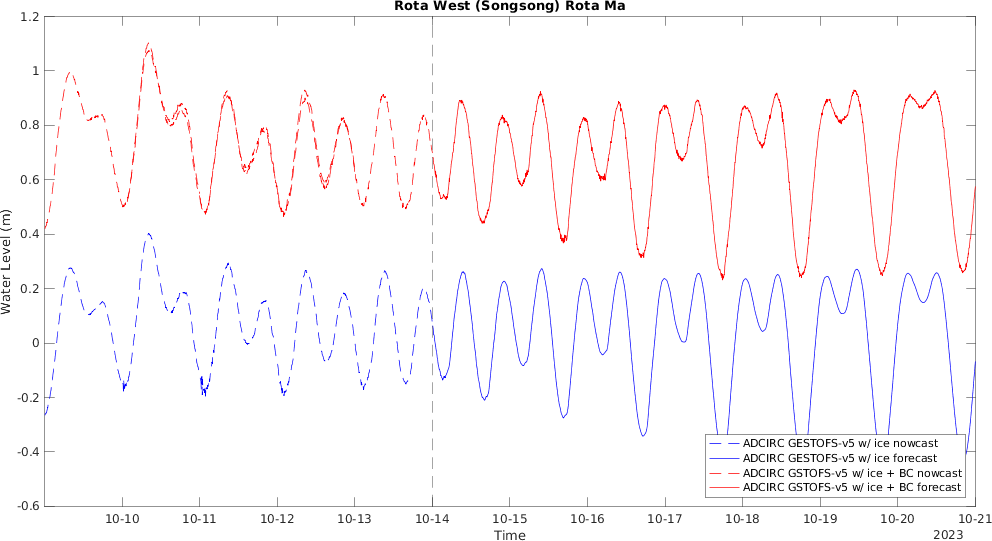 Rota West (Songsong) Rota Ma
1.2
1
0.8
0.6
0.4
0.2
0
-0.2
-0.4
-0.6
Water Level (m)
ADCIRC GESTOFS-v5 w/ ice nowcast
ADCIRC GESTOFS-v5 w/ ice forecast
ADCIRC GSTOFS-v5 w/ ice + BC nowcast
ADCIRC GSTOFS-v5 w/ ice + BC forecast
10-10 10-11 10-12 10-13 10-14 10-15 10-16 10-17 10-18 10-19 10-20 10-21
Time
2023